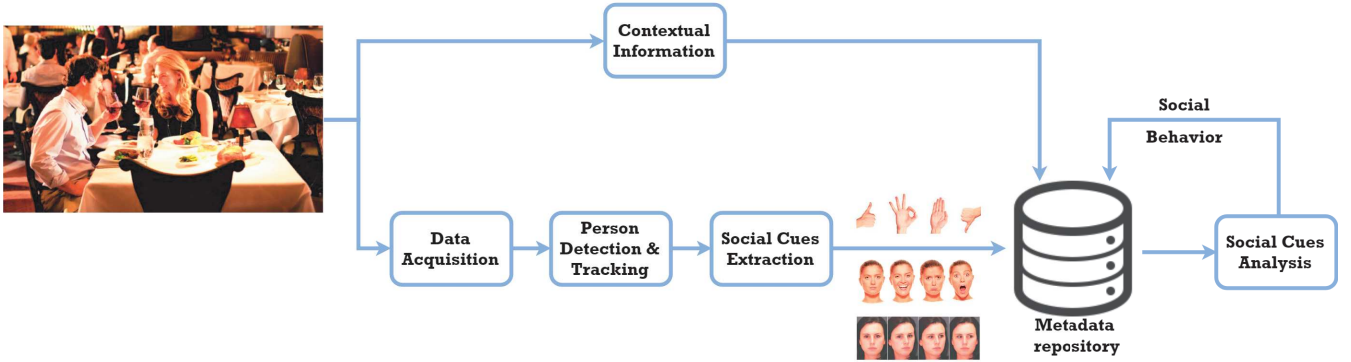 Contextual
Information
Social
Behavior
Data
Acquisition
Person
Detection &
Tracking
Social Cues
Extraction
Social Cues
Analysis
Metadata
repository